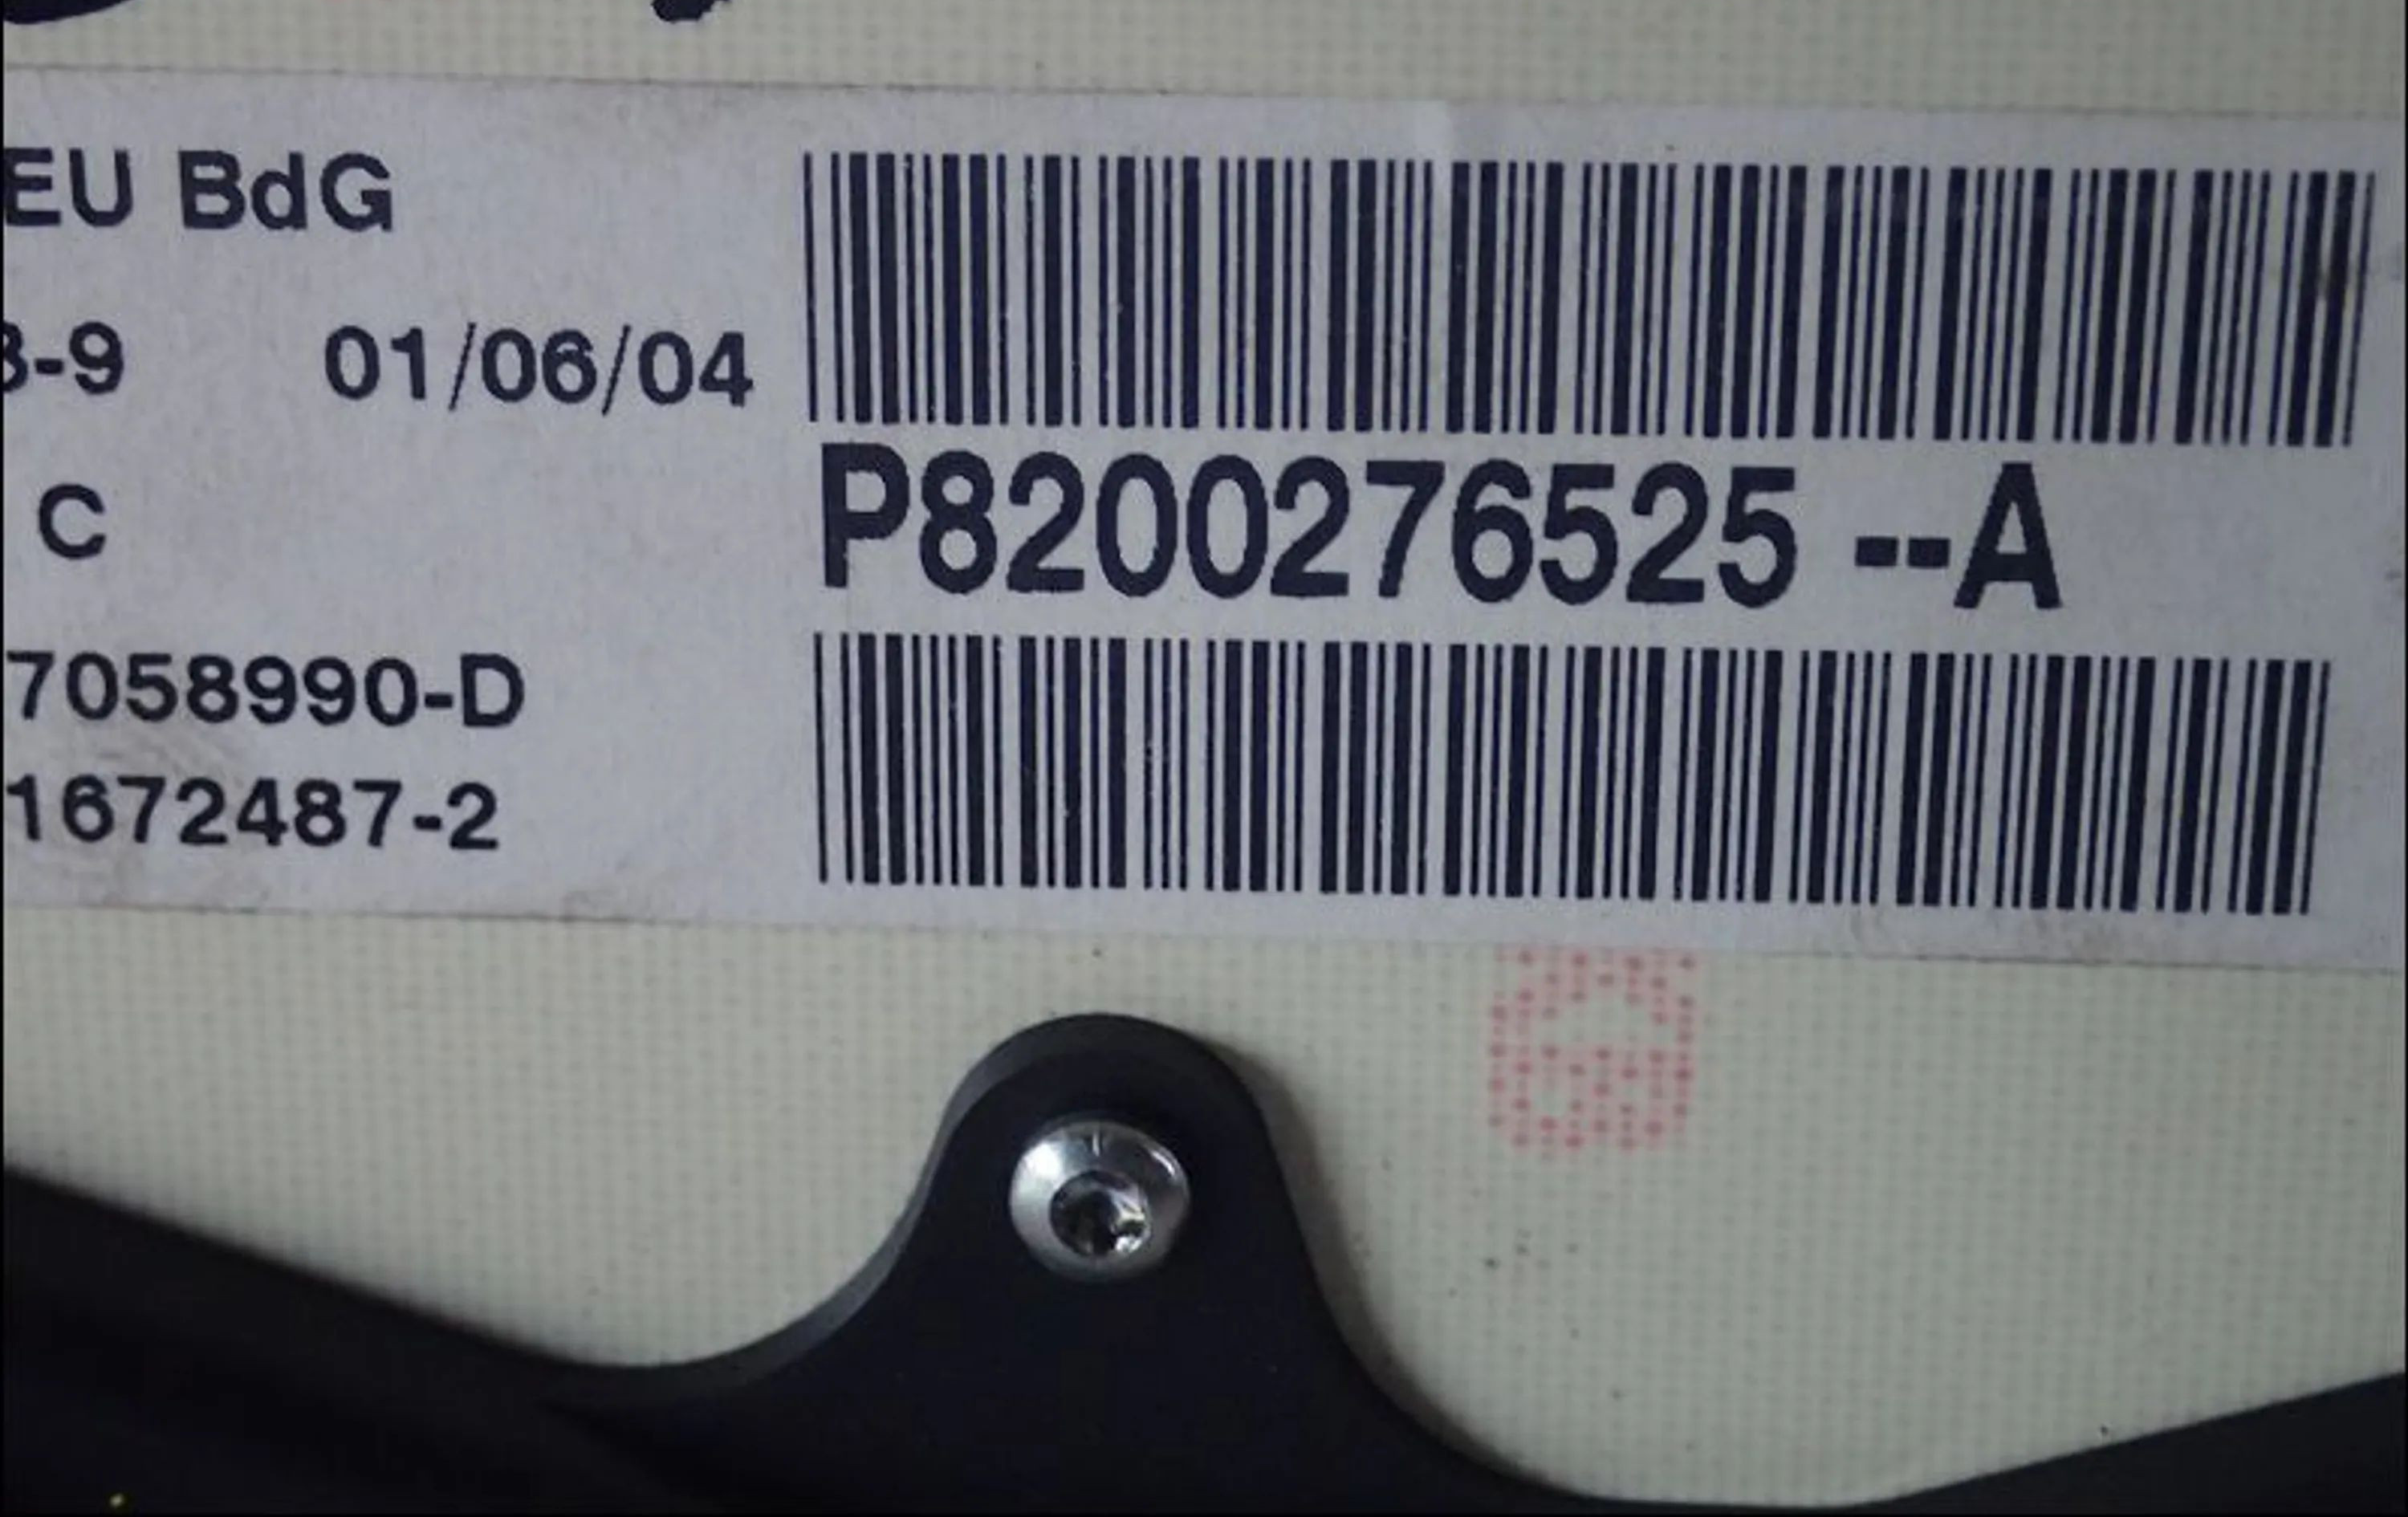 EU BdG
3-9 01/06/04
C
7058990-D
1672487-2
P8200276525 --A